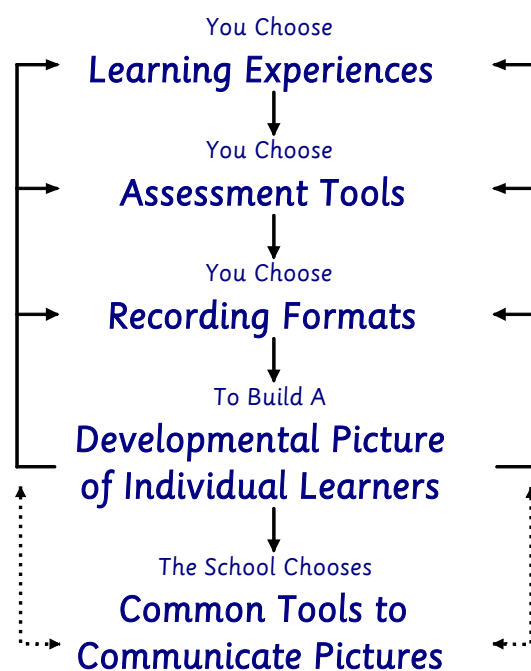 You Choose
Learning Experiences
You Choose
Assessment Tools
You Choose
Recording Formats
To Build A
Developmental Picture
of Individual Learners
The School Chooses
Common Tools to
Communicate Pictures